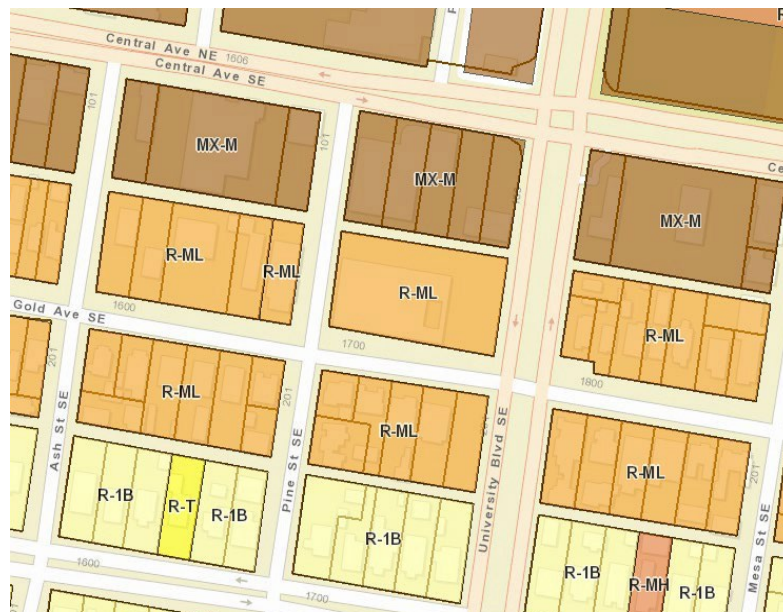 Central Ave NE
1606
Central Ave SE
101
101
MX-M
MX-M
MX-M
R-ML
R-ML
R-ML
1600
Gold Ave SE
1700
R-ML
1800
201
R-ML
201
R-ML
R-ML
201
Ash St SE
Pine St SE
University Blvd SE
Mesa St SE
R-1B
R-T
R-1B
R-1B
R-1B
R-MH
R-1B
1600
1700